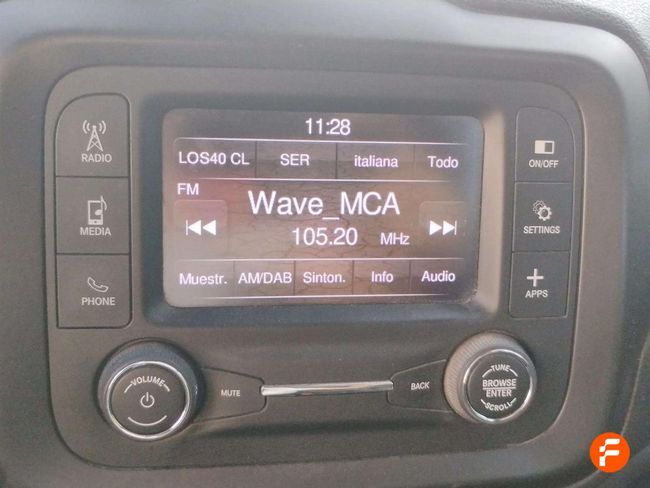 11:28
LOS40 CL SER italiana Todo
FM
Wave_MCA
105.20 MHz
Muestr. AM/DAB Sinton. Info Audio
RADIO
MEDIA
PHONE
ON/OFF
SETTINGS
APPS
VOLUME
MUTE
BACK
TUNE
BROWSE
ENTER
SCROLL